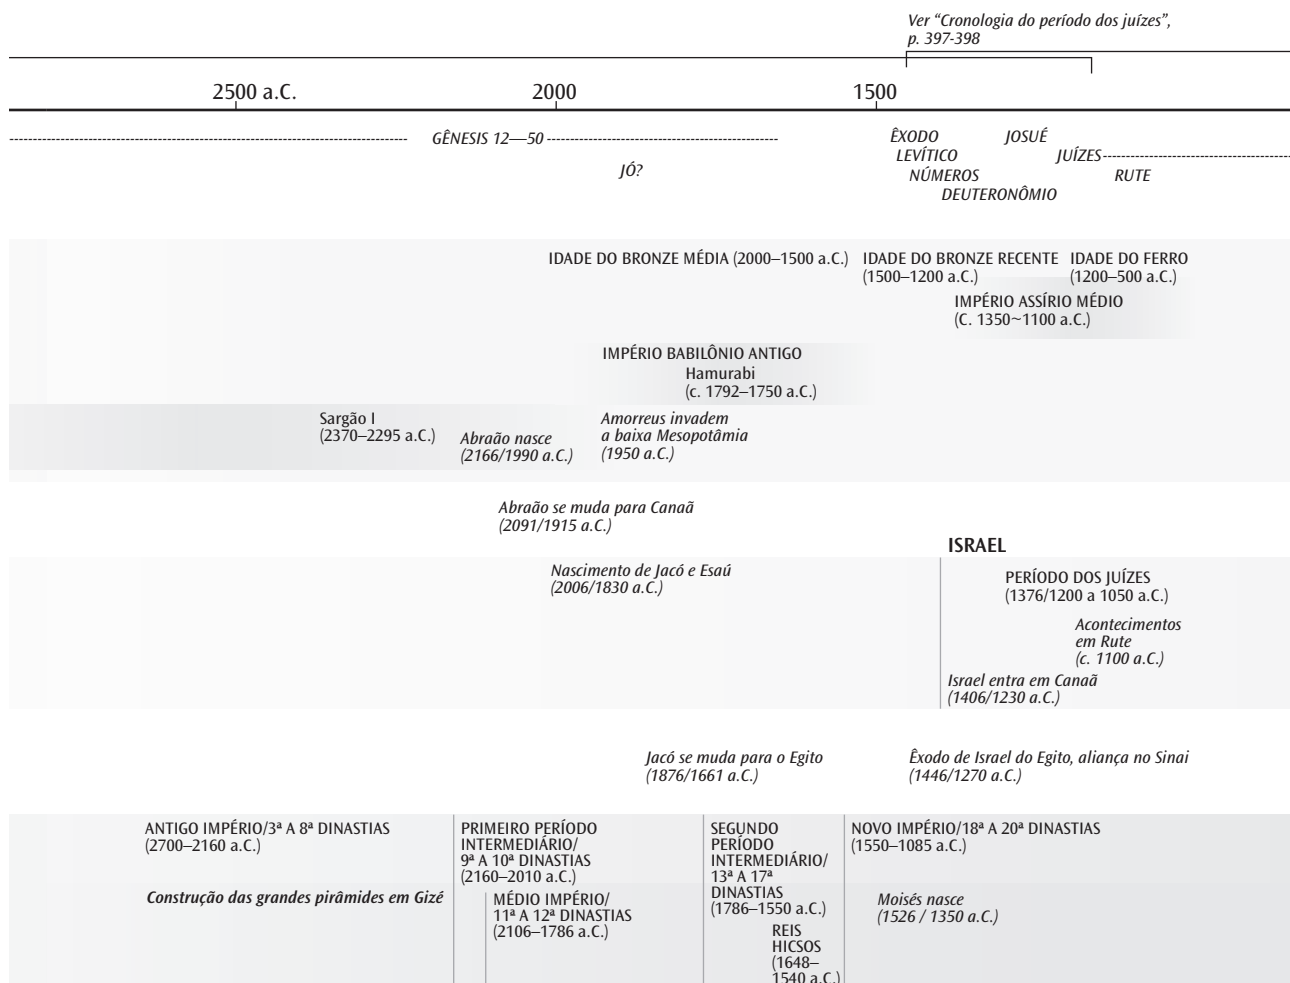 Ver “Cronologia do período dos juízes”,
p. 397-398
2500 a.C.
2000
1500
GÊNESIS 12—50
JÓ?
ÊXODO
LEVÍTICO
NÚMEROS
DEUTERONÔMIO
JOSUÉ
JUÍZES
RUTE
IDADE DO BRONZE MÉDIA (2000–1500 a.C.)
IDADE DO BRONZE RECENTE
(1500–1200 a.C.)
IDADE DO FERRO
(1200–500 a.C.)
IMPÉRIO ASSÍRIO MÉDIO
(C. 1350~1100 a.C.)
IMPÉRIO BABILÔNIO ANTIGO
Hamurabi
(c. 1792–1750 a.C.)
Sargão I
(2370–2295 a.C.)
Abraão nasce
(2166/1990 a.C.)
Amorreus invadem
a baixa Mesopotâmia
(1950 a.C.)
Abraão se muda para Canaã
(2091/1915 a.C.)
ISRAEL
Nascimento de Jacó e Esaú
(2006/1830 a.C.)
PERÍODO DOS JUÍZES
(1376/1200 a 1050 a.C.)
Acontecimentos
em Rute
(c. 1100 a.C.)
Israel entra em Canaã
(1406/1230 a.C.)
Jacó se muda para o Egito
(1876/1661 a.C.)
Êxodo de Israel do Egito, aliança no Sinai
(1446/1270 a.C.)
ANTIGO IMPÉRIO/3ª A 8ª DINASTIAS
(2700–2160 a.C.)
Construção das grandes pirâmides em Gizé
PRIMEIRO PERÍODO
INTERMEDIÁRIO/
9ª A 10ª DINASTIAS
(2160–2010 a.C.)
MÉDIO IMPÉRIO/
11ª A 12ª DINASTIAS
(2106–1786 a.C.)
SEGUNDO
PERÍODO
INTERMEDIÁRIO/
13ª A 17ª
DINASTIAS
(1786–1550 a.C.)
REIS
HICSOS
(1648–
1540 a.C.)
NOVO IMPÉRIO/18ª A 20ª DINASTIAS
(1550–1085 a.C.)
Moisés nasce
(1526 / 1350 a.C.)